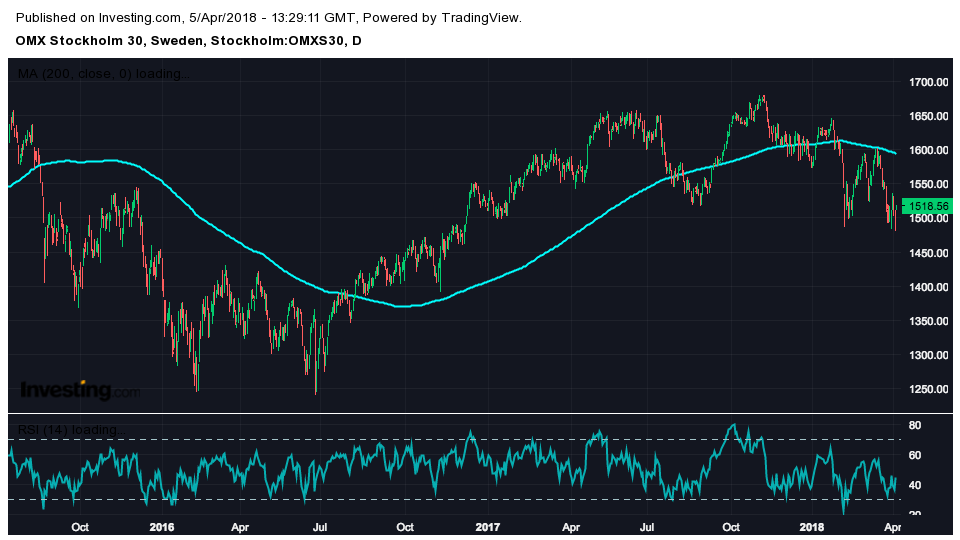 Published on Investing.com, 5/Apr/2018 - 13:29:11 GMT, Powered by TradingView.
OMX Stockholm 30, Sweden, Stockholm:OMXS30, D
MA (200, close, 0) loading...
1700.00
1650.00
1600.00
1550.00
1518.56
1500.00
1450.00
1400.00
1350.00
1300.00
1250.00
Investing.com
RSI (14) loading...
80
60
40
20
Oct 2016 Apr Jul Oct 2017 Apr Jul Oct 2018 Apr